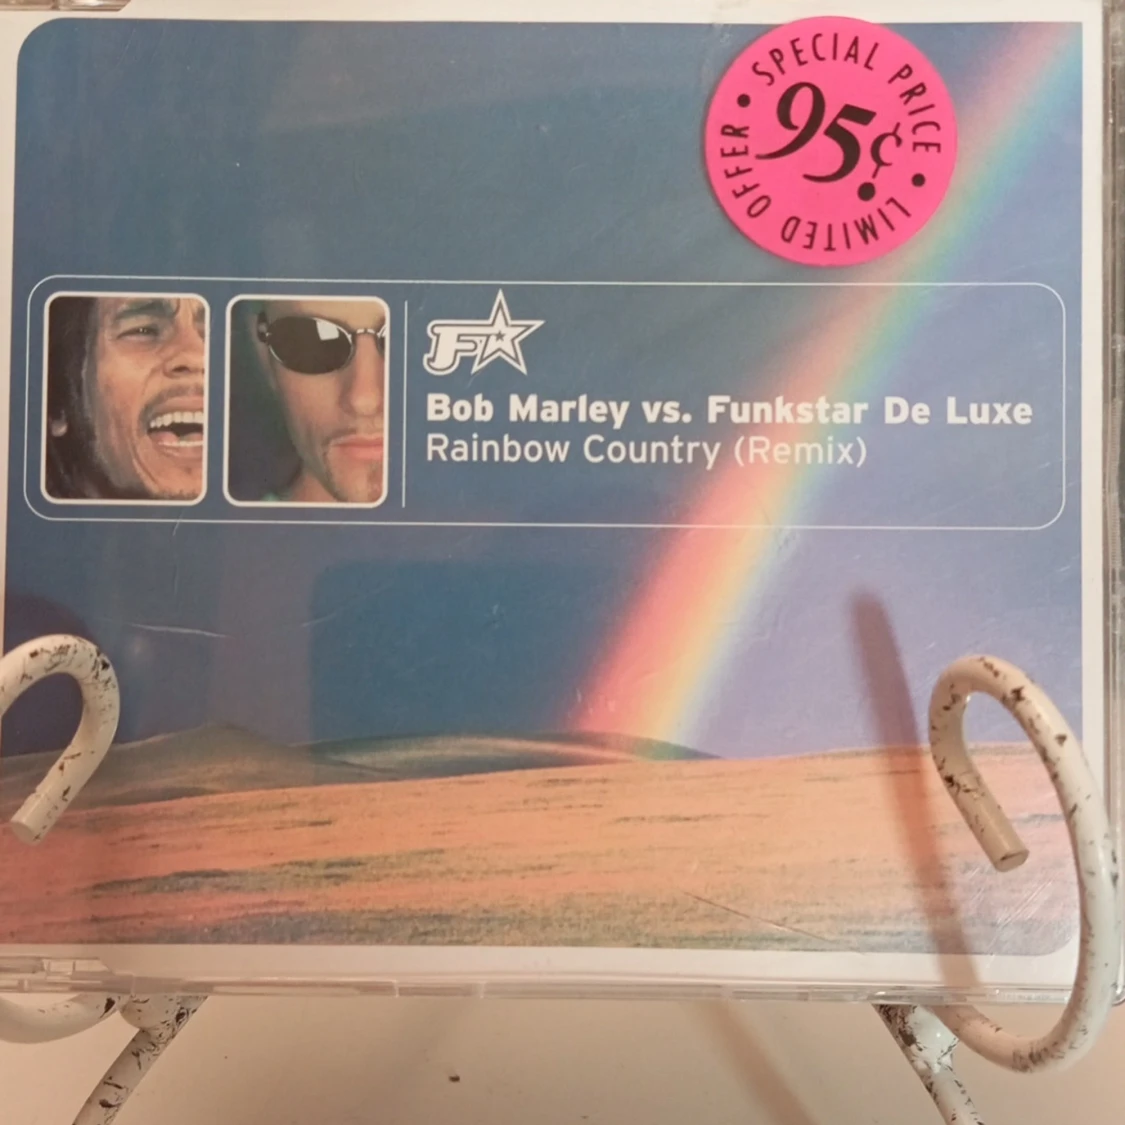 SPECIAL PRICE
95¢
LIMITED OFFER
F
Bob Marley vs. Funkstar De Luxe
Rainbow Country (Remix)